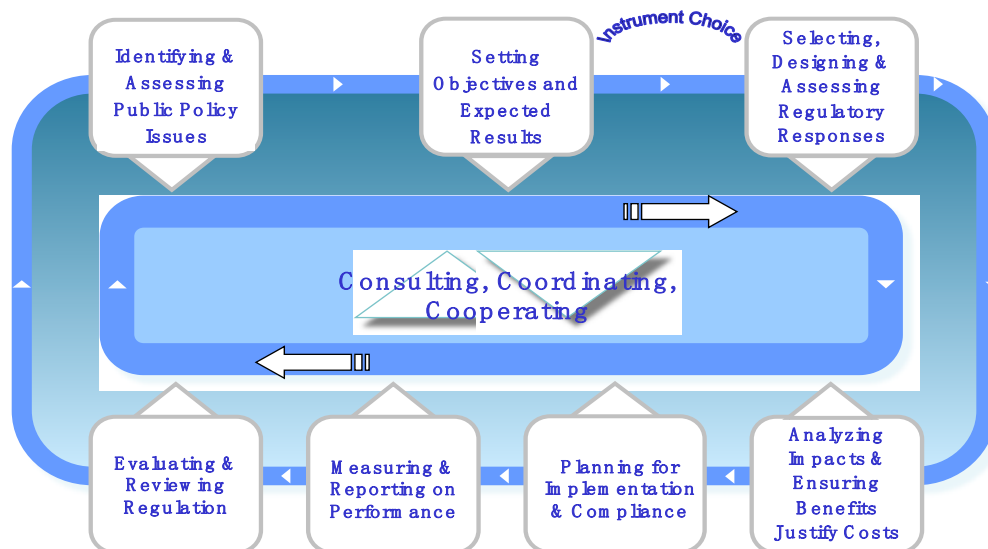 Instrument Choice
Identifying &
Assessing
Public Policy
Issues
Setting
Objectives and
Expected
Results
Selecting,
Designing &
Assessing
Regulatory
Responses
Consulting, Coordinating,
Cooperating
Evaluating &
Reviewing
Regulation
Measuring &
Reporting on
Performance
Planning for
Implementation
& Compliance
Analyzing
Impacts &
Ensuring
Benefits
Justify Costs